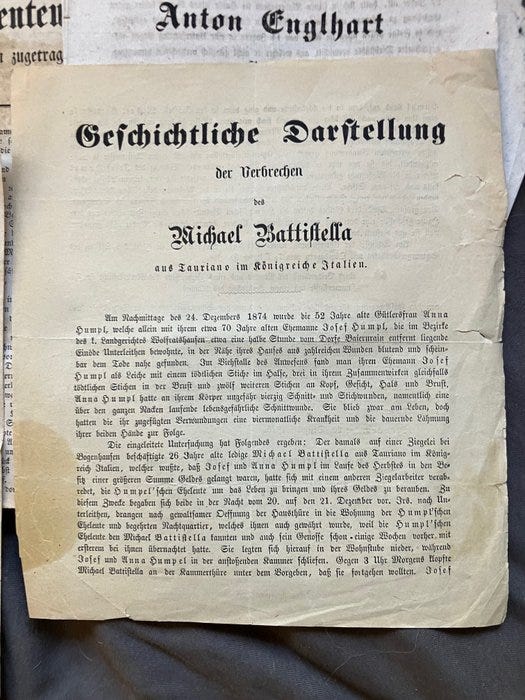 enten
n zugetrag
Anton Englhart
Geschichtliche Darstellung
der Verbrechen
des
Michael Battistella
aus Tauriano im Königreiche Italien.
Am Nachmittage des 24. Dezembers 1874 wurde die 52 Jahre alte Gütlersfrau Anna
Humpl, welche allein mit ihrem etwa 70 Jahre alten Ehemanne Josef Humpl, die im Bezirke
des k. Landgerichtes Wolfratshausen etwa eine halbe Stunde vom Dorfe Baiernrain entfernt liegende
Einöde Unterleithen bewohnte, in der Nähe ihres Hauses aus zahlreichen Wunden blutend und schein-
bar dem Tode nahe gefunden. Im Viehstalle des Anwesens fand man ihren Ehemann Josef
Humpl als Leiche mit einem tödtlichen Stiche im Halse, drei in ihrem Zusammenwirken gleichfalls
tödtlichen Stichen in der Brust und zwölf weiteren Stichen an Kopf, Gesicht, Hals und Brust.
Anna Humpl hatte an ihrem Körper ungefähr vierzig Schnitt- und Stichwunden, namentlich eine
über den ganzen Nacken laufende lebensgefährliche Schnittwunde. Sie blieb zwar am Leben, doch
hatten die ihr zugefügten Verwundungen eine viermonatliche Krankheit und die dauernde Lähmung
ihrer beiden Hände zur Folge.
Die eingeleitete Untersuchung hat Folgendes ergeben: Der damals auf einer Ziegelei bei
Bogenhausen beschäftigte 26 Jahre alte ledige Michael Battistella aus Tauriano im König-
reich Italien, welcher wußte, daß Josef und Anna Humpl im Laufe des Herbstes in den Be-
sitz einer größeren Summe Geldes gelangt waren, hatte sich mit einem anderen Ziegelarbeiter verab-
redet, die Humpel'schen Eheleute um das Leben zu bringen und ihres Geldes zu berauben. Zu
diesem Zwecke begaben sich beide in der Nacht vom 20. auf den 21. Dezember vor. Jrs. nach Un-
terleithen, drangen nach gewaltsamer Oeffnung der Hausthüre in die Wohnung der Humpl'schen
Eheleute und begehrten Nachtquartier, welches ihnen auch gewährt wurde, weil die Humpl'schen
Eheleute den Michael Battistella kannten und auch sein Genosse schon einige Wochen vorher mit
ersterem bei ihnen übernachtet hatte. Sie legten sich hierauf in der Wohnstube nieder, während
Josef und Anna Humpel in der anstoßenden Kammer schliefen. Gegen 3 Uhr Morgens klopfte
Michael Battistella an der Kammerthüre unter dem Vorgeben, daß sie fortgehen wollten. Josef